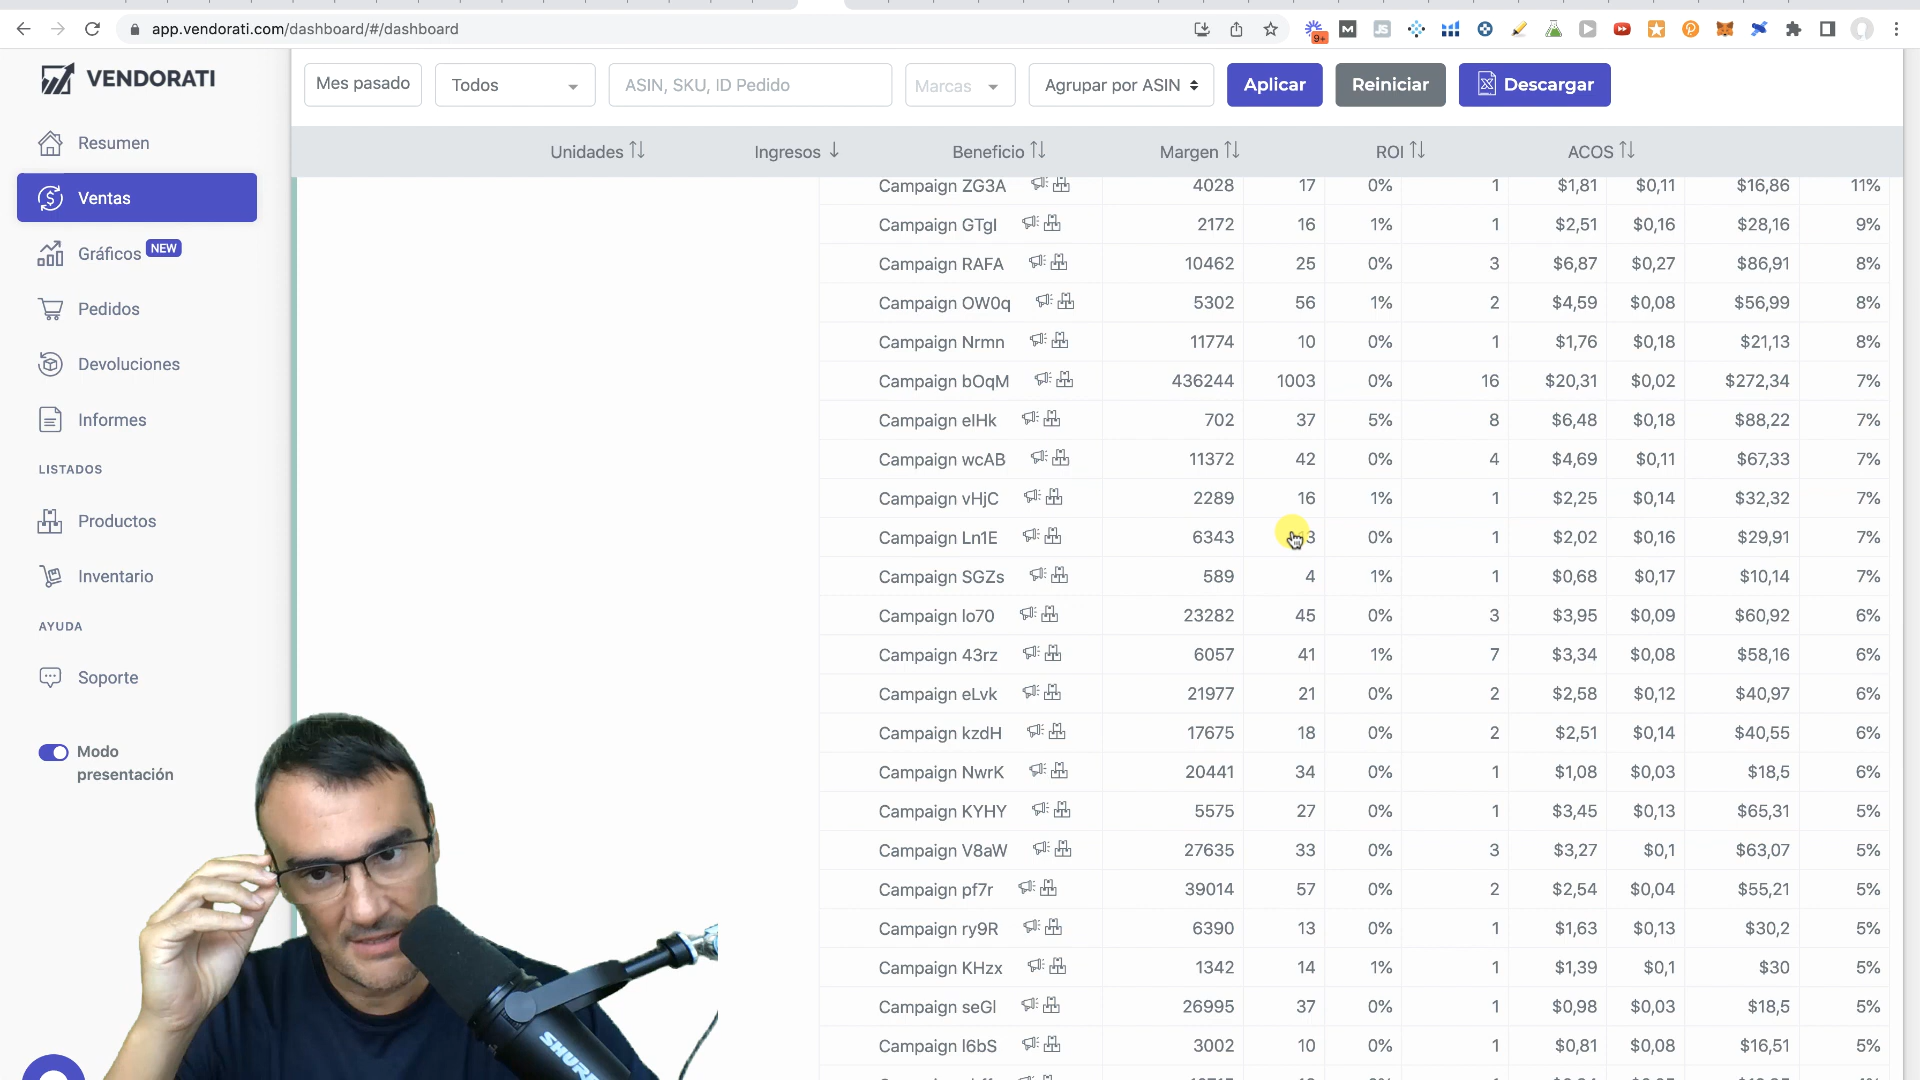 app.vendorati.com/dashboard/#/dashboard
9+
M
JS
VENDORATI
Mes pasado
Todos
ASIN, SKU, ID Pedido
Marcas
Agrupar por ASIN
Aplicar
Reiniciar
Descargar
Resumen
Ventas
Gráficos NEW
Pedidos
Devoluciones
Informes
LISTADOS
Productos
Inventario
AYUDA
Soporte
Modo
presentación
Unidades Ingresos Beneficio Margen ROI ACOS
Campaign ZG3A 4028 17 0% 1 $1,81 $0,11 $16,86 11%
Campaign GTgI 2172 16 1% 1 $2,51 $0,16 $28,16 9%
Campaign RAFA 10462 25 0% 3 $6,87 $0,27 $86,91 8%
Campaign OW0q 5302 56 1% 2 $4,59 $0,08 $56,99 8%
Campaign Nrmn 11774 10 0% 1 $1,76 $0,18 $21,13 8%
Campaign bOqM 436244 1003 0% 16 $20,31 $0,02 $272,34 7%
Campaign eIHk 702 37 5% 8 $6,48 $0,18 $88,22 7%
Campaign wcAB 11372 42 0% 4 $4,69 $0,11 $67,33 7%
Campaign vHjC 2289 16 1% 1 $2,25 $0,14 $32,32 7%
Campaign Ln1E 6343 0% 1 $2,02 $0,16 $29,91 7%
Campaign SGZs 589 4 1% 1 $0,68 $0,17 $10,14 7%
Campaign lo70 23282 45 0% 3 $3,95 $0,09 $60,92 6%
Campaign 43rz 6057 41 1% 7 $3,34 $0,08 $58,16 6%
Campaign eLvk 21977 21 0% 2 $2,58 $0,12 $40,97 6%
Campaign kzdH 17675 18 0% 2 $2,51 $0,14 $40,55 6%
Campaign NwrK 20441 34 0% 1 $1,08 $0,03 $18,5 6%
Campaign KYHY 5575 27 0% 1 $3,45 $0,13 $65,31 5%
Campaign V8aW 27635 33 0% 3 $3,27 $0,1 $63,07 5%
Campaign pf7r 39014 57 0% 2 $2,54 $0,04 $55,21 5%
Campaign ry9R 6390 13 0% 1 $1,63 $0,13 $30,2 5%
Campaign KHzx 1342 14 1% 1 $1,39 $0,1 $30 5%
Campaign seGl 26995 37 0% 1 $0,98 $0,03 $18,5 5%
Campaign l6bS 3002 10 0% 1 $0,81 $0,08 $16,51 5%
SHURE